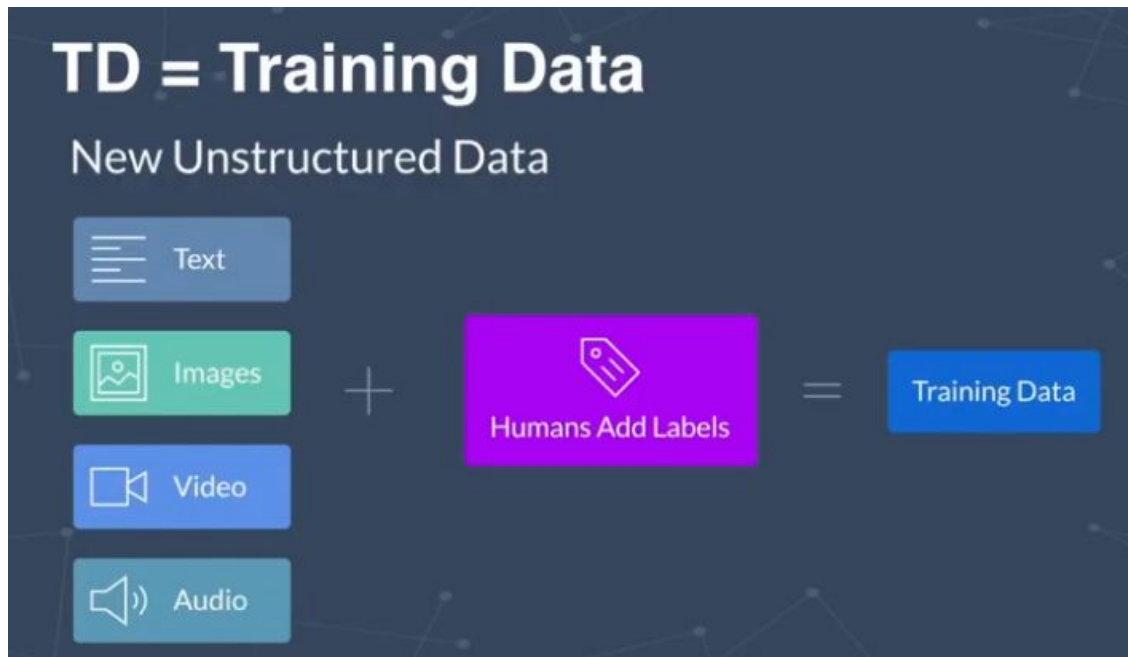 TD = Training Data
New Unstructured Data
Text
Images
Video
Audio
+
Humans Add Labels
=
Training Data